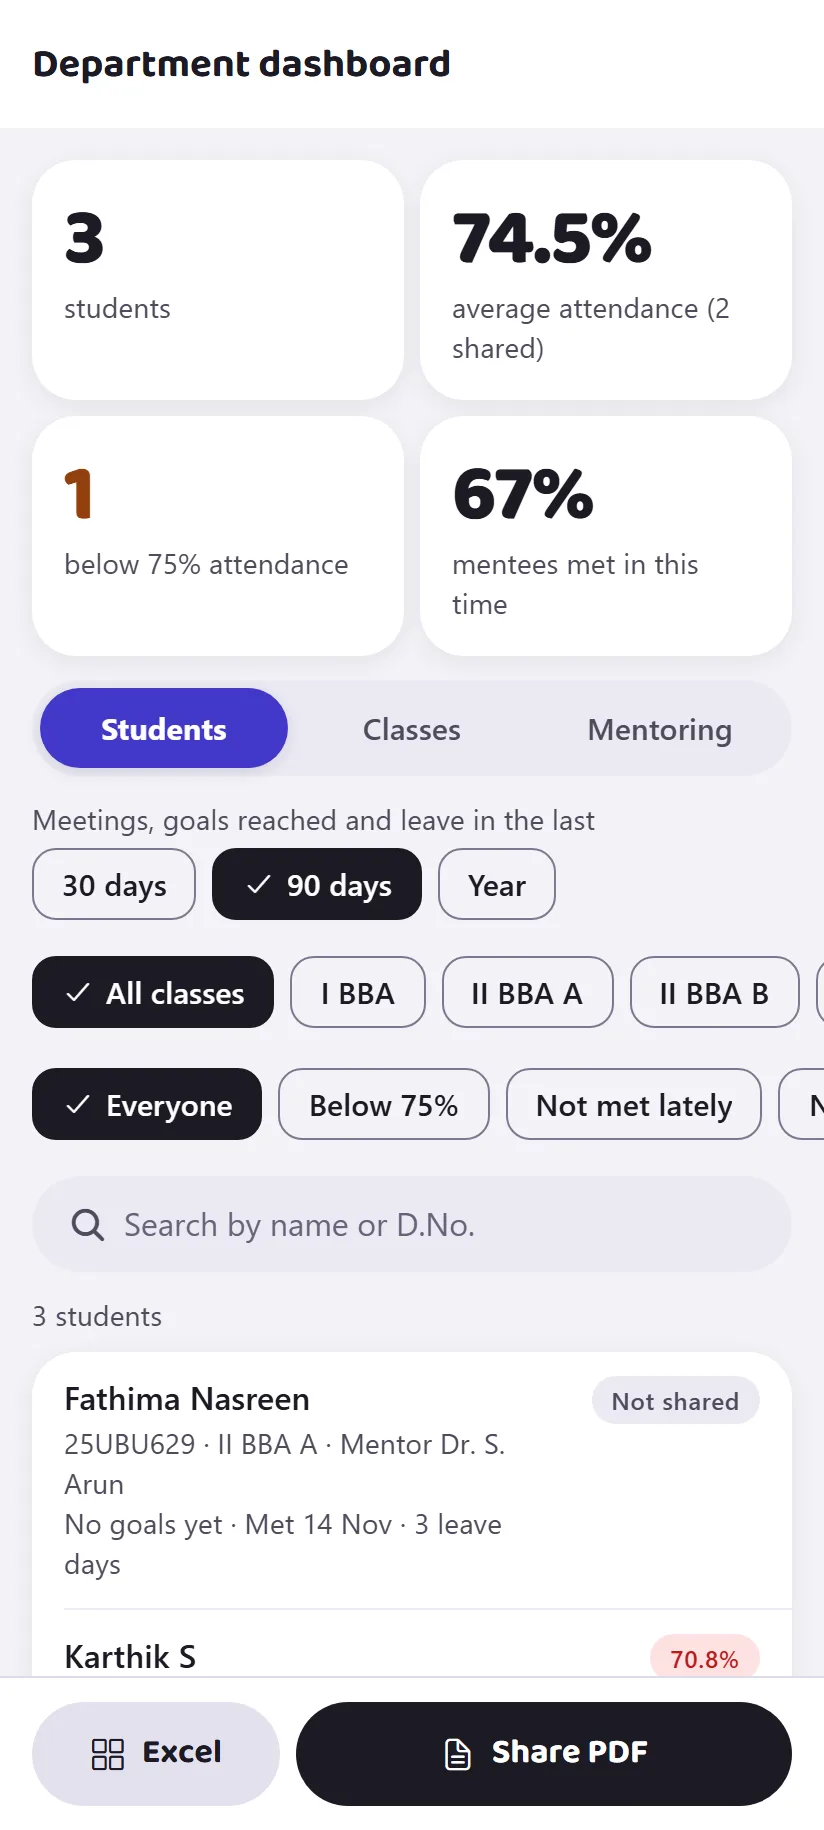 Department dashboard
3
students
74.5%
average attendance (2
shared)
1
below 75% attendance
67%
mentees met in this
time
Students
Classes
Mentoring
Meetings, goals reached and leave in the last
30 days
90 days
Year
All classes
I BBA
II BBA A
II BBA B
Everyone
Below 75%
Not met lately
Search by name or D.No.
3 students
Fathima Nasreen
Not shared
25UBU629 · II BBA A · Mentor Dr. S.
Arun
No goals yet · Met 14 Nov · 3 leave
days
Karthik S
70.8%
Excel
Share PDF